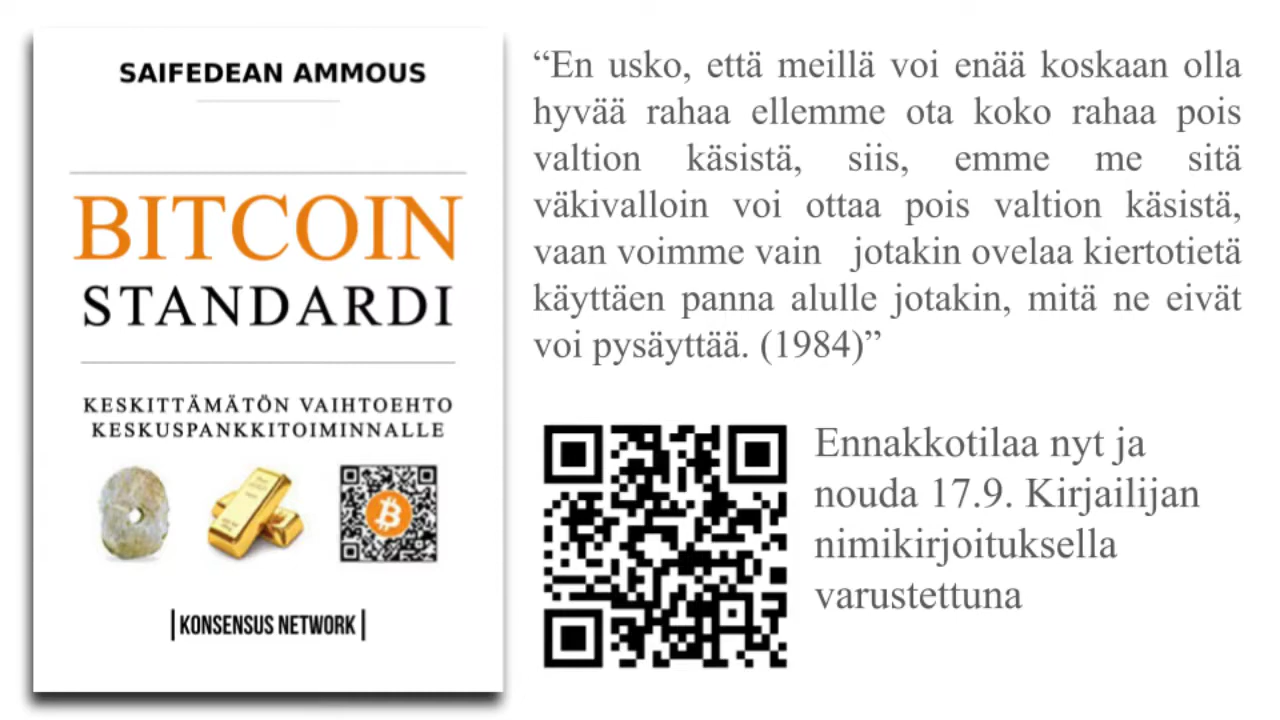 SAIFEDEAN AMMOUS
BITCOIN
STANDARDI
KESKITTÄMÄTÖN VAIHTOEHTO
KESKUSPANKKITOIMINNALLE
|KONSENSUS NETWORK|
“En usko, että meillä voi enää koskaan olla
hyvää rahaa ellemme ota koko rahaa pois
valtion käsistä, siis, emme me sitä
väkivalloin voi ottaa pois valtion käsistä,
vaan voimme vain jotakin ovelaa kiertotietä
käyttäen panna alulle jotakin, mitä ne eivät
voi pysäyttää. (1984)”
Ennakkotilaa nyt ja
nouda 17.9. Kirjailijan
nimikirjoituksella
varustettuna